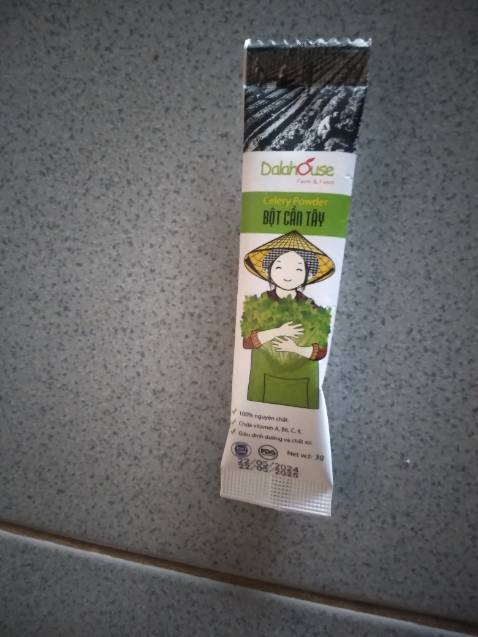 Dalahouse
Farm & Food
Celery Powder
BỘT CẦN TÂY
100% nguyên chất
Chứa vitamin A, B6, C, K
Giàu dinh dưỡng và chất xơ
FDA Net wt: 3g
22/02/2024